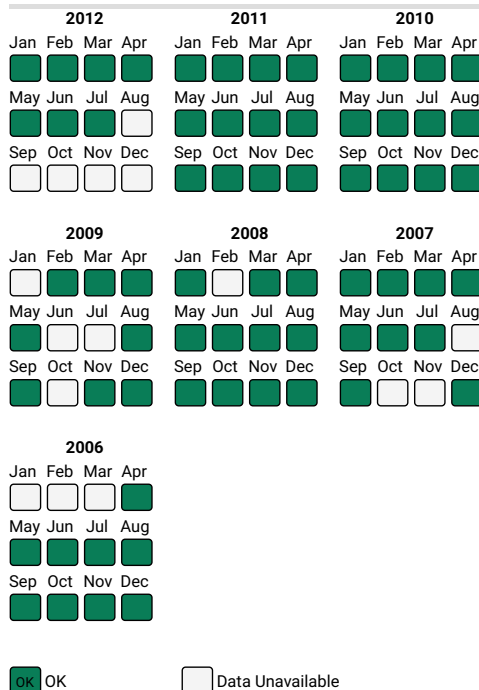 2012 2011 2010
Jan Feb Mar Apr Jan Feb Mar Apr Jan Feb Mar Apr
May Jun Jul Aug May Jun Jul Aug May Jun Jul Aug
Sep Oct Nov Dec Sep Oct Nov Dec Sep Oct Nov Dec
2009 2008 2007
Jan Feb Mar Apr Jan Feb Mar Apr Jan Feb Mar Apr
May Jun Jul Aug May Jun Jul Aug May Jun Jul Aug
Sep Oct Nov Dec Sep Oct Nov Dec Sep Oct Nov Dec
2006
Jan Feb Mar Apr
May Jun Jul Aug
Sep Oct Nov Dec
OK OK Data Unavailable